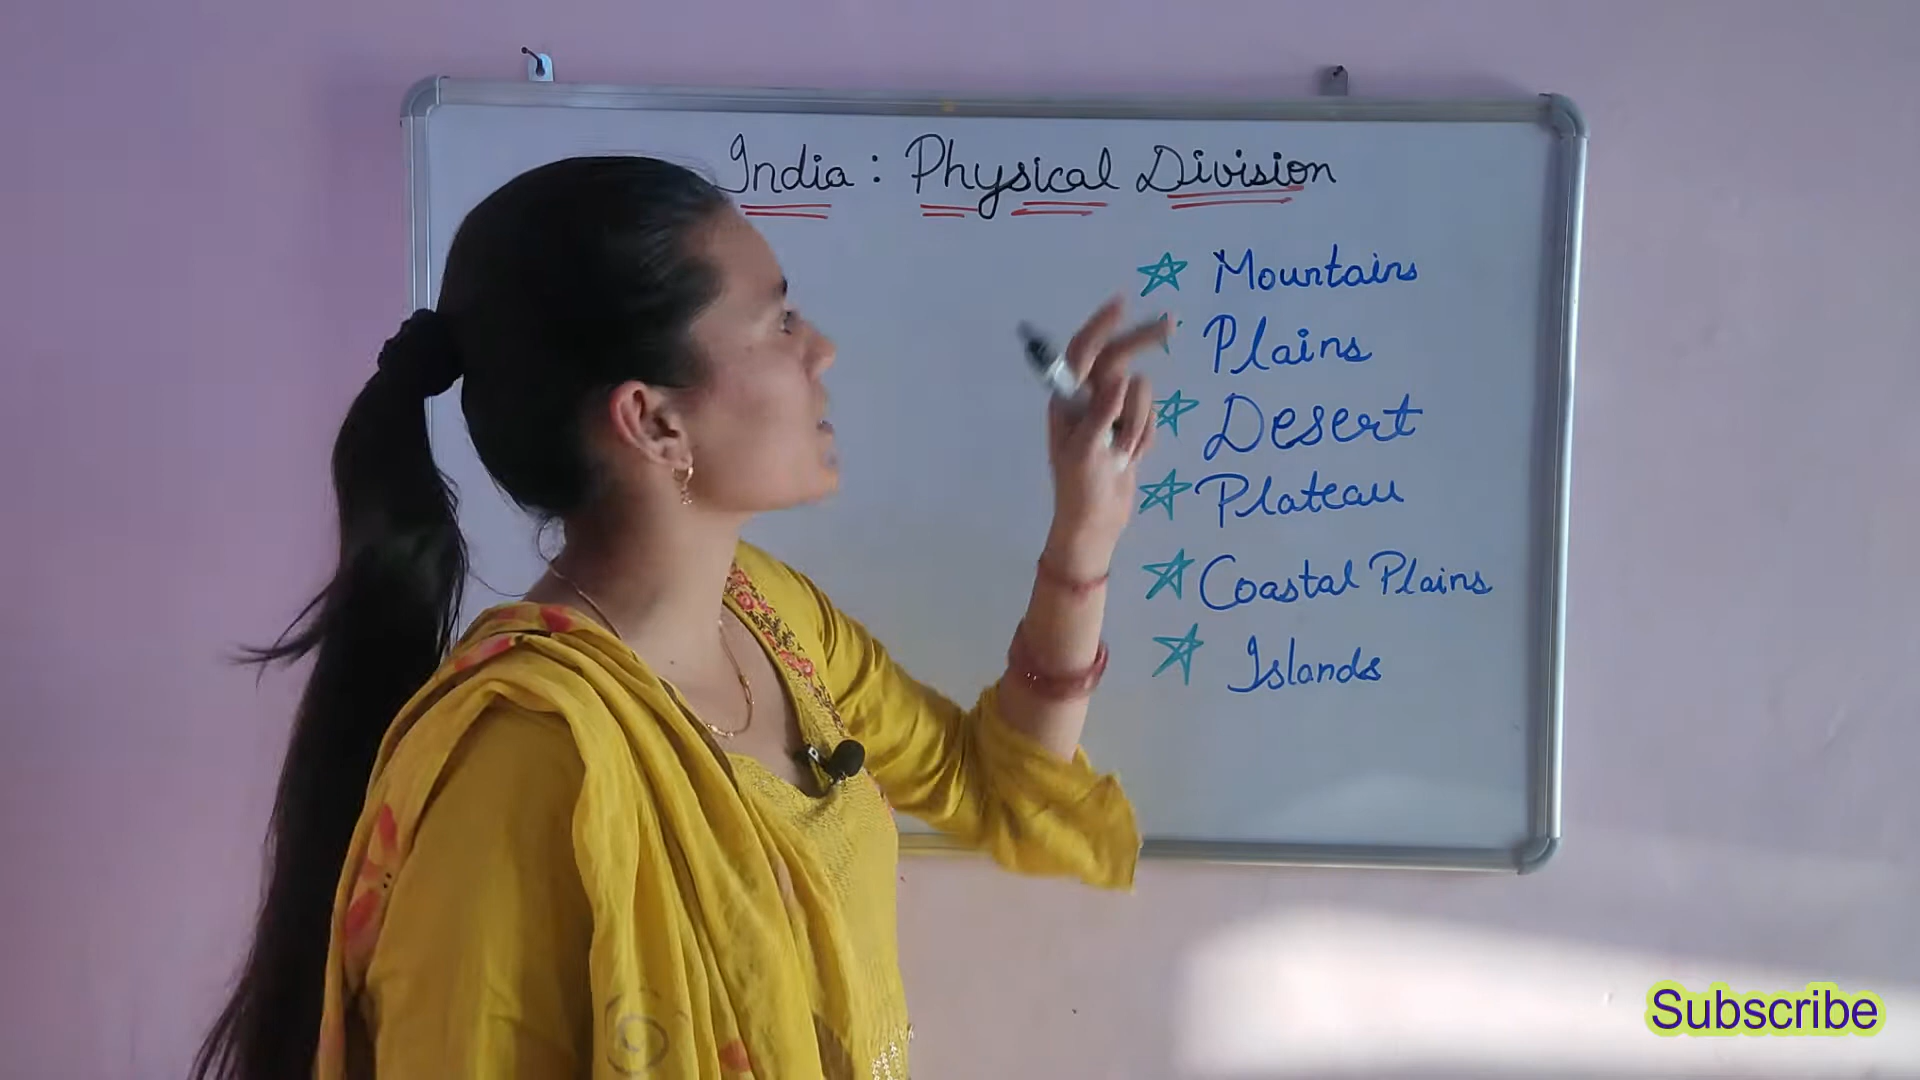 India : Physical Division
Mountains
Plains
Desert
Plateau
Coastal Plains
Islands
Subscribe